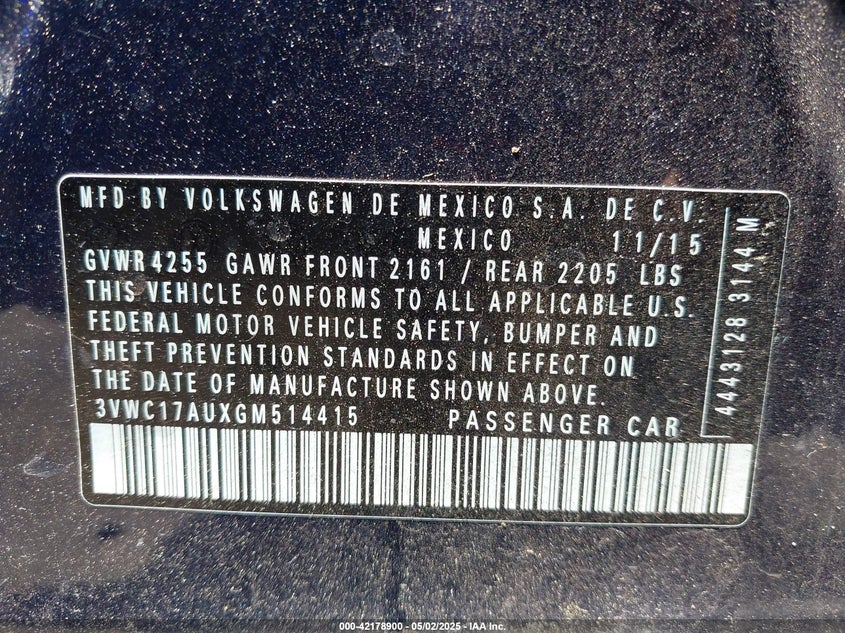 MFD BY VOLKSWAGEN DE MEXICO S.A. DE C.V.
MEXICO 11/15
GVWR 4255 GAWR FRONT 2161 / REAR 2205 LBS
THIS VEHICLE CONFORMS TO ALL APPLICABLE U.S.
FEDERAL MOTOR VEHICLE SAFETY, BUMPER AND
THEFT PREVENTION STANDARDS IN EFFECT ON
THE DATE OF MANUFACTURE SHOWN ABOVE.
3VWC17AUXGM514415 PASSENGER CAR
4443128 3144 M
000-42178900 - 05/02/2025 - IAA Inc.